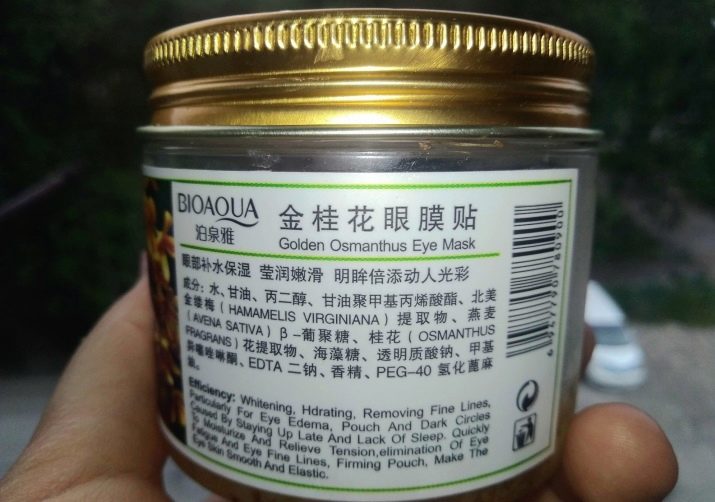 BIOAQUA
泊泉雅
金桂花眼膜贴
Golden Osmanthus Eye Mask
眼部补水保湿 莹润嫩滑 明眸倍添动人光彩
成分：水、甘油、丙二醇、甘油聚甲基丙烯酸酯、北美
金缕梅（HAMAMELIS VIRGINIANA）提取物、燕麦
（AVENA SATIVA）β-葡聚糖、桂花（OSMANTHUS
FRAGRANS）花提取物、海藻糖、透明质酸钠、甲基
异噻唑啉酮、EDTA 二钠、香精、PEG-40 氢化蓖麻
油。
Efficiency: Whitening, Hdrating, Removing Fine Lines,
Particularly For Eye Edema, Pouch And Dark Circles
Caused By Staying Up Late And Lack Of Sleep. Quickly
To Moisturize And Relieve Tension,elimination Of Eye
Fatigue And Eye Fine Lines, Firming Pouch, Make The
Eye Skin Smooth And Elastic.